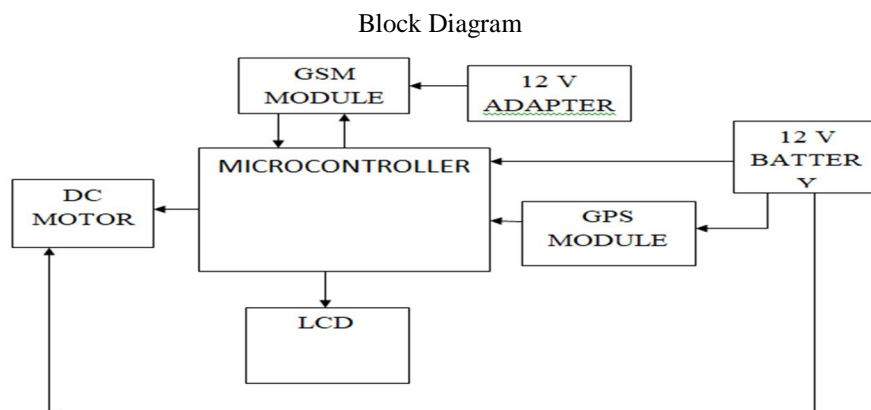 Block Diagram
GSM
MODULE
12 V
ADAPTER
12 V
BATTER
Y
MICROCONTROLLER
DC
MOTOR
GPS
MODULE
LCD